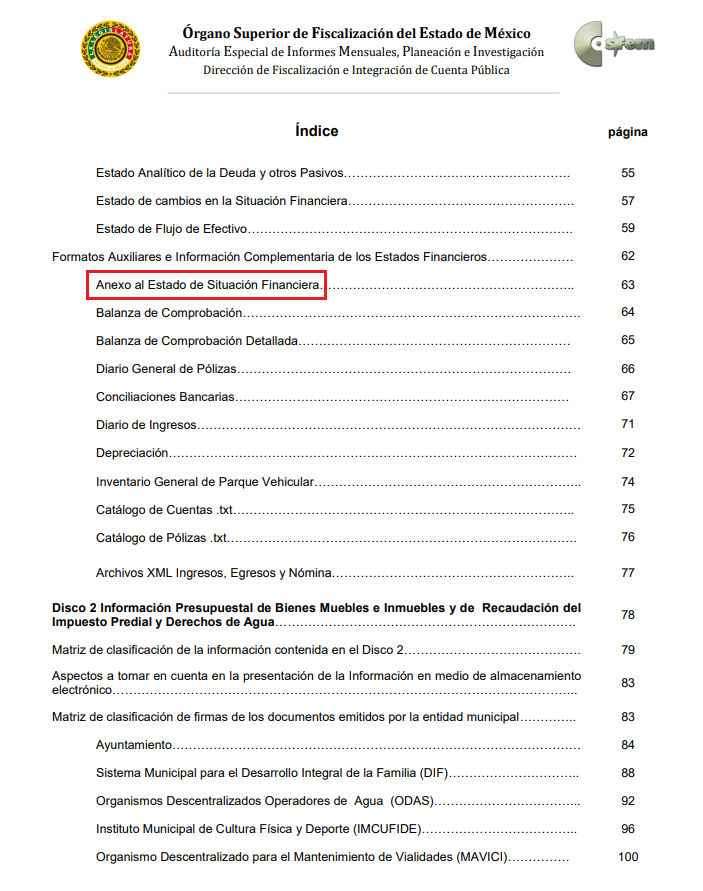 Órgano Superior de Fiscalización del Estado de México
Auditoría Especial de Informes Mensuales, Planeación e Investigación
Dirección de Fiscalización e Integración de Cuenta Pública
osfem
Índice página
Estado Analítico de la Deuda y otros Pasivos………………………………………………. 55
Estado de cambios en la Situación Financiera………………………………………………. 57
Estado de Flujo de Efectivo………………………………………………………………………. 59
Formatos Auxiliares e Información Complementaria de los Estados Financieros………………… 62
Anexo al Estado de Situación Financiera…………………………………………………….. 63
Balanza de Comprobación………………………………………………………………………. 64
Balanza de Comprobación Detallada…………………………………………………………… 65
Diario General de Pólizas………………………………………………………………………… 66
Conciliaciones Bancarias………………………………………………………………………… 67
Diario de Ingresos…………………………………………………………………………………. 71
Depreciación………………………………………………………………………………………… 72
Inventario General de Parque Vehicular……………………………………………………….. 74
Catálogo de Cuentas .txt………………………………………………………………………….. 75
Catálogo de Pólizas .txt…………………………………………………………………………… 76
Archivos XML Ingresos, Egresos y Nómina…………………………………………………….. 77
Disco 2 Información Presupuestal de Bienes Muebles e Inmuebles y de Recaudación del
Impuesto Predial y Derechos de Agua……………………………………………………………. 78
Matriz de clasificación de la información contenida en el Disco 2……………………………………. 79
Aspectos a tomar en cuenta en la presentación de la Información en medio de almacenamiento
electrónico……………………………………………………………………………………………….. 83
Matriz de clasificación de firmas de los documentos emitidos por la entidad municipal………….. 83
Ayuntamiento………………………………………………………………………………………… 84
Sistema Municipal para el Desarrollo Integral de la Familia (DIF)………………………….. 88
Organismos Descentralizados Operadores de Agua (ODAS)……………………………….. 92
Instituto Municipal de Cultura Física y Deporte (IMCUFIDE)………………………………….. 96
Organismo Descentralizado para el Mantenimiento de Vialidades (MAVICI)…………… 100